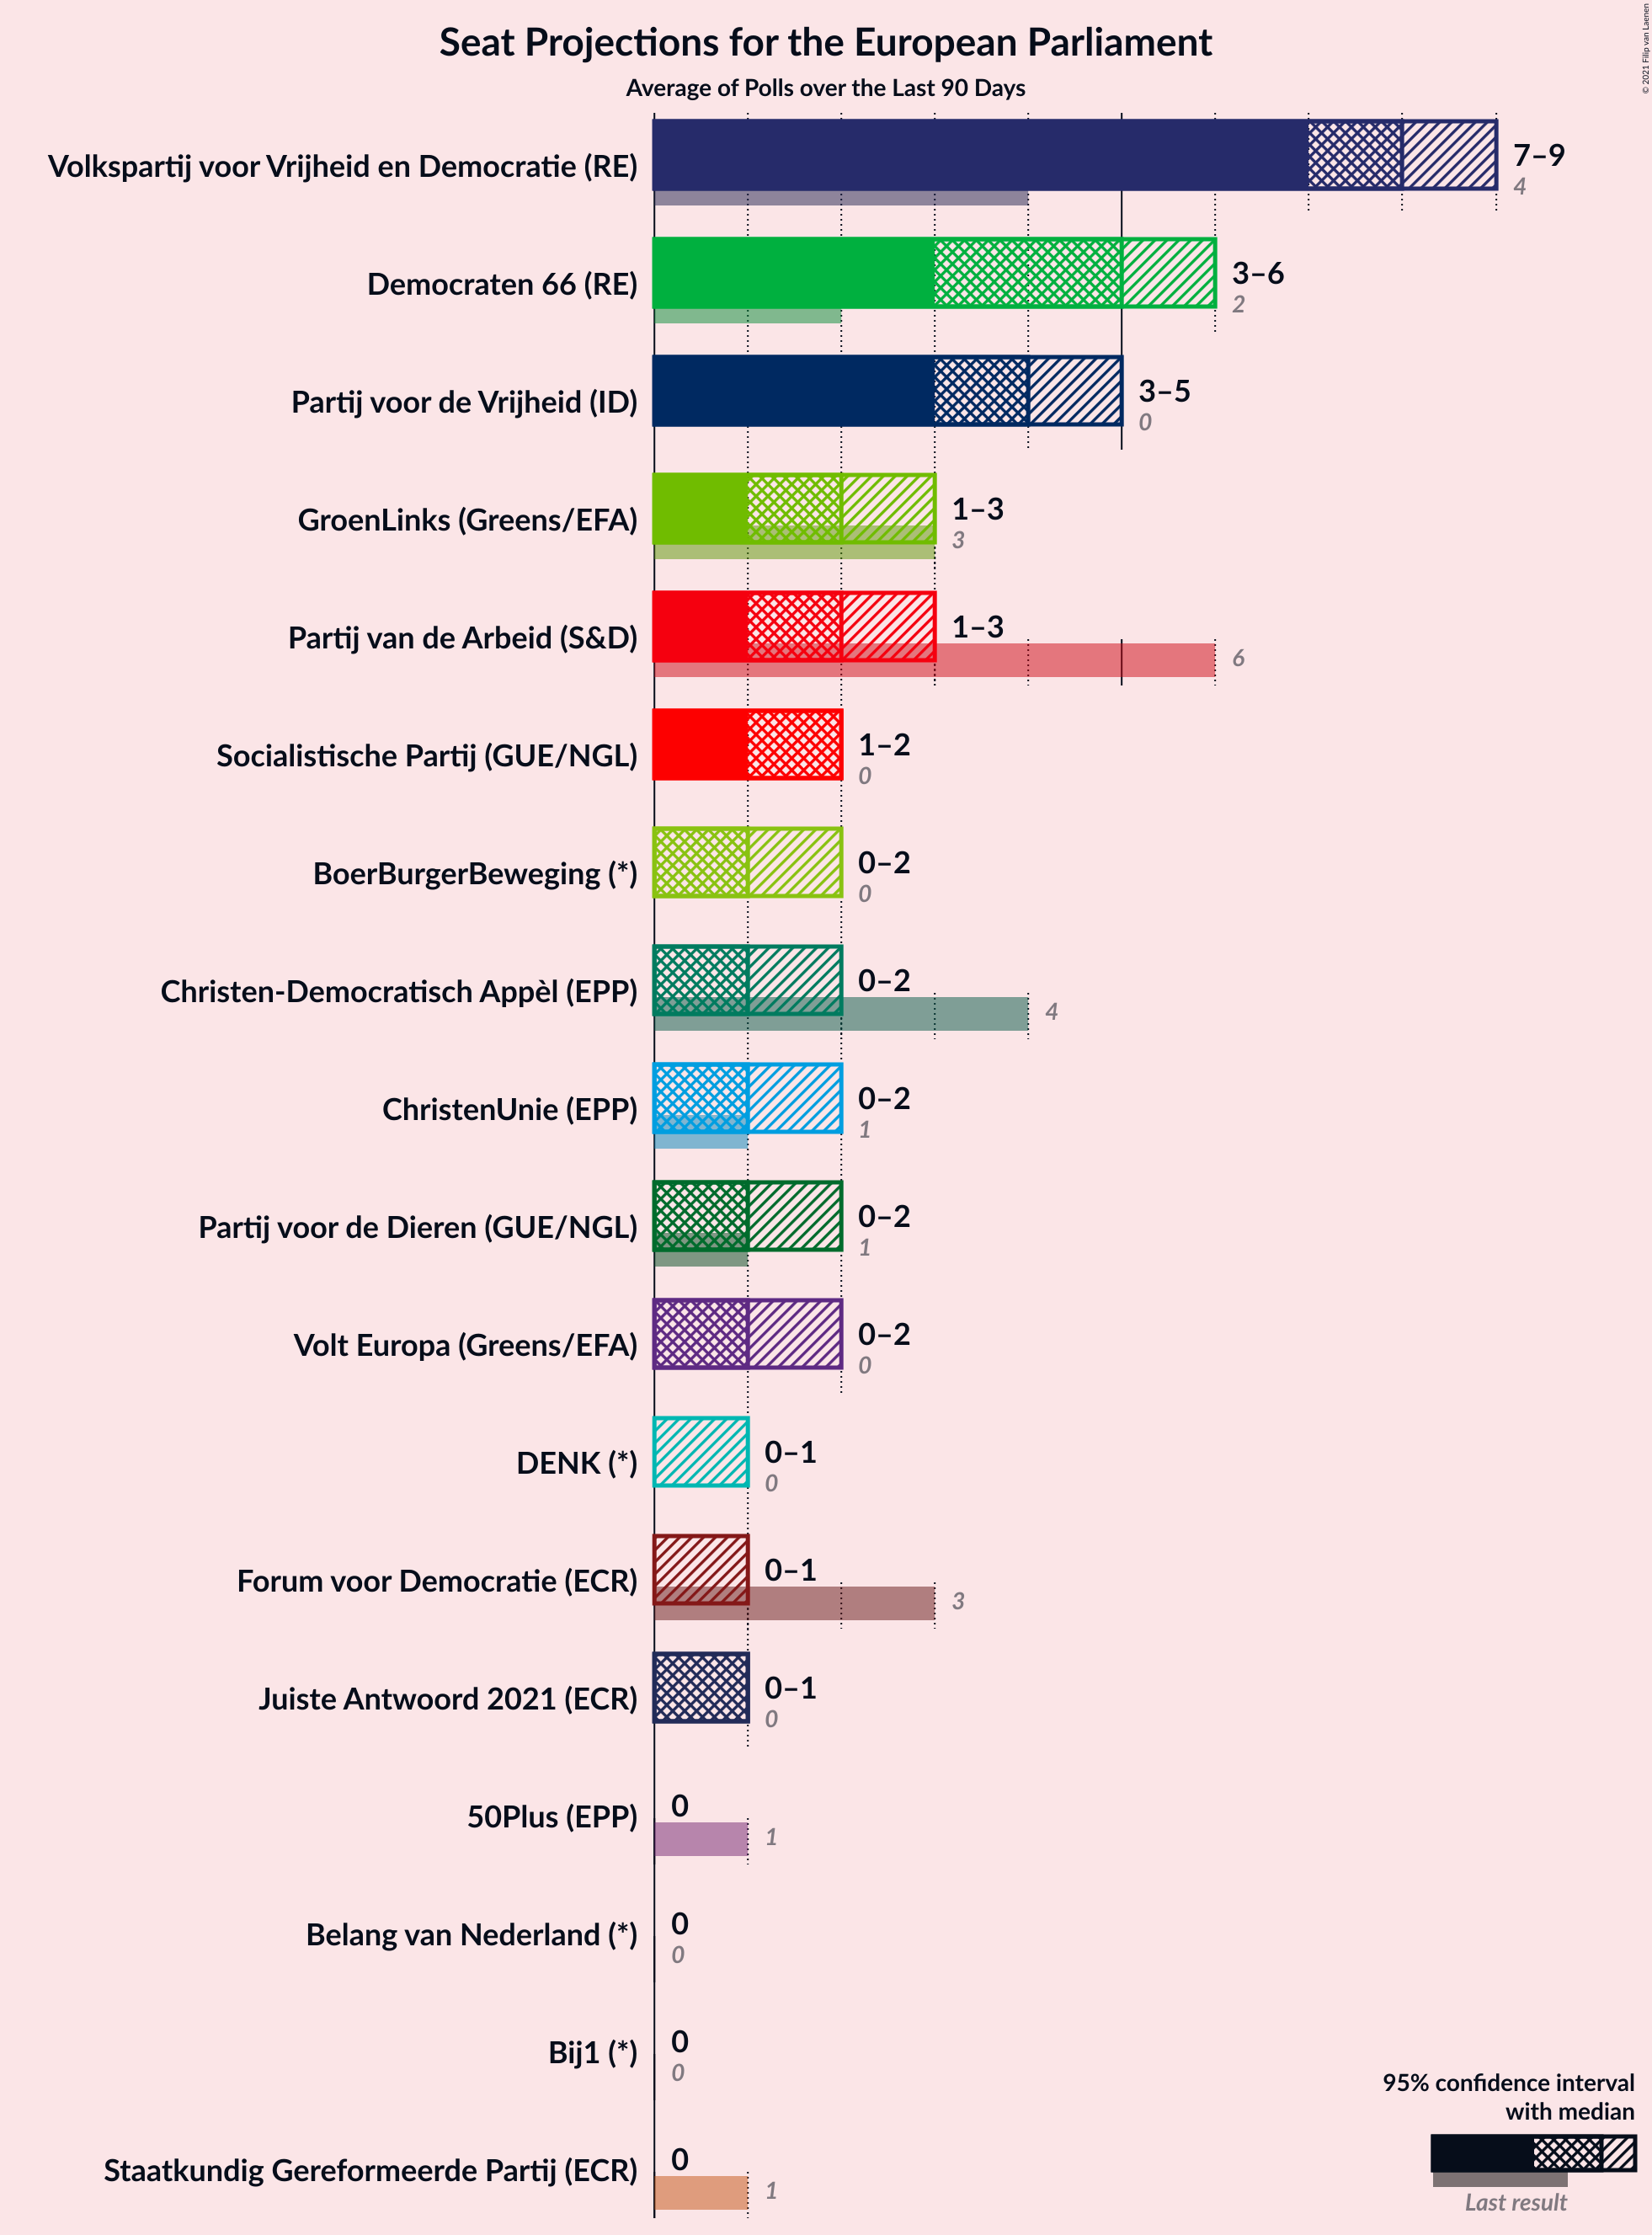 Seat Projections for the European Parliament
Average of Polls over the Last 90 Days
© 2021 Filip van Laenen
Volkspartij voor Vrijheid en Democratie (RE)
7–9
4
Democraten 66 (RE)
3–6
2
Partij voor de Vrijheid (ID)
3–5
0
GroenLinks (Greens/EFA)
1–3
3
Partij van de Arbeid (S&D)
1–3
6
Socialistische Partij (GUE/NGL)
1–2
0
BoerBurgerBeweging (*)
0–2
0
Christen-Democratisch Appèl (EPP)
0–2
4
ChristenUnie (EPP)
0–2
1
Partij voor de Dieren (GUE/NGL)
0–2
1
Volt Europa (Greens/EFA)
0–2
0
DENK (*)
0–1
0
Forum voor Democratie (ECR)
0–1
3
Juiste Antwoord 2021 (ECR)
0–1
0
50Plus (EPP)
0
1
Belang van Nederland (*)
0
0
Bij1 (*)
0
0
Staatkundig Gereformeerde Partij (ECR)
0
1
95% confidence interval
with median
Last result